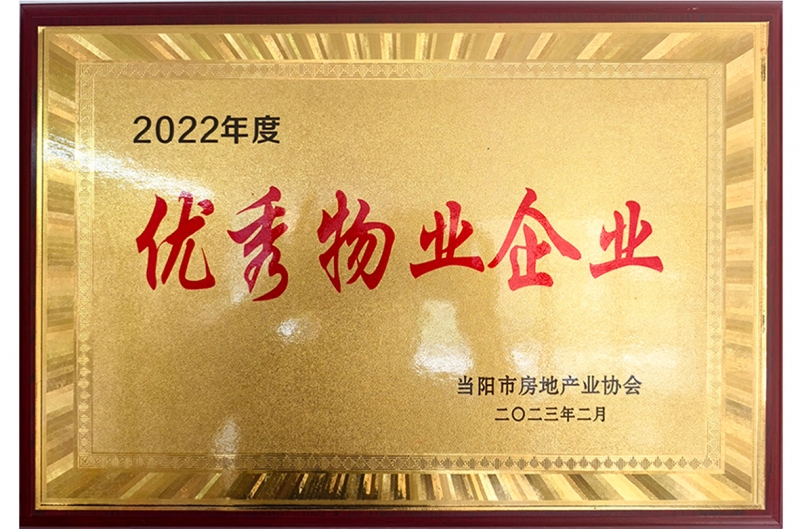 2022年度
优秀物业企业
当阳市房地产业协会
二〇二三年二月